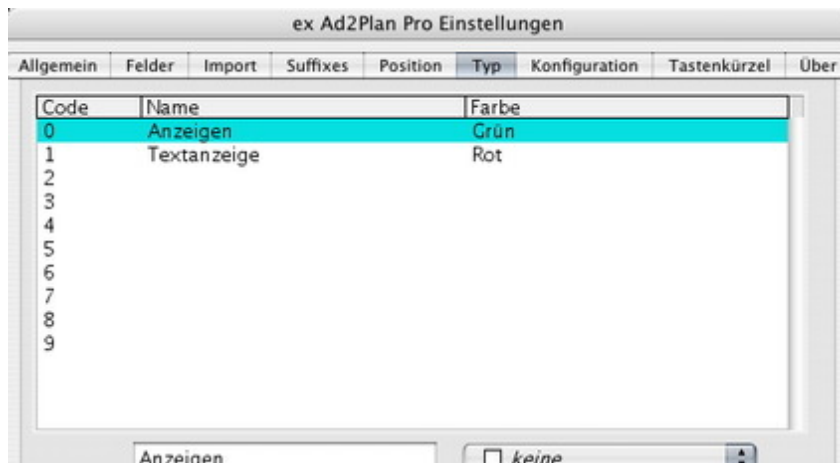 ex Ad2Plan Pro Einstellungen
Allgemein Felder Import Suffixes Position Typ Konfiguration Tastenkürzel Über
Code Name Farbe
0 Anzeigen Grün
1 Textanzeige Rot
2
3
4
5
6
7
8
9
Anzeigen keine